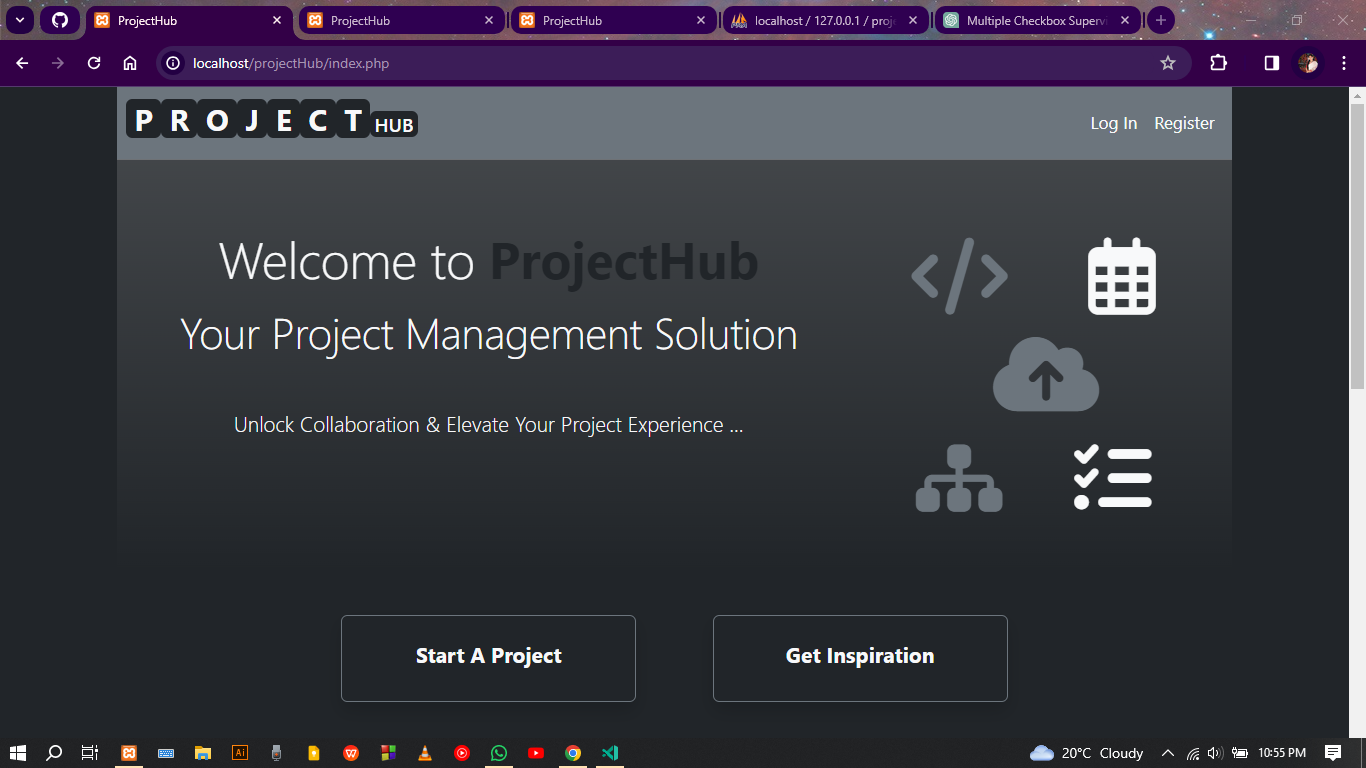 ProjectHub
ProjectHub
ProjectHub
localhost / 127.0.0.1 / proj
Multiple Checkbox Supervi
localhost/projectHub/index.php
PROJECT HUB
Log In
Register
Welcome to ProjectHub
Your Project Management Solution
Unlock Collaboration & Elevate Your Project Experience ...
Start A Project
Get Inspiration
20°C Cloudy
10:55 PM